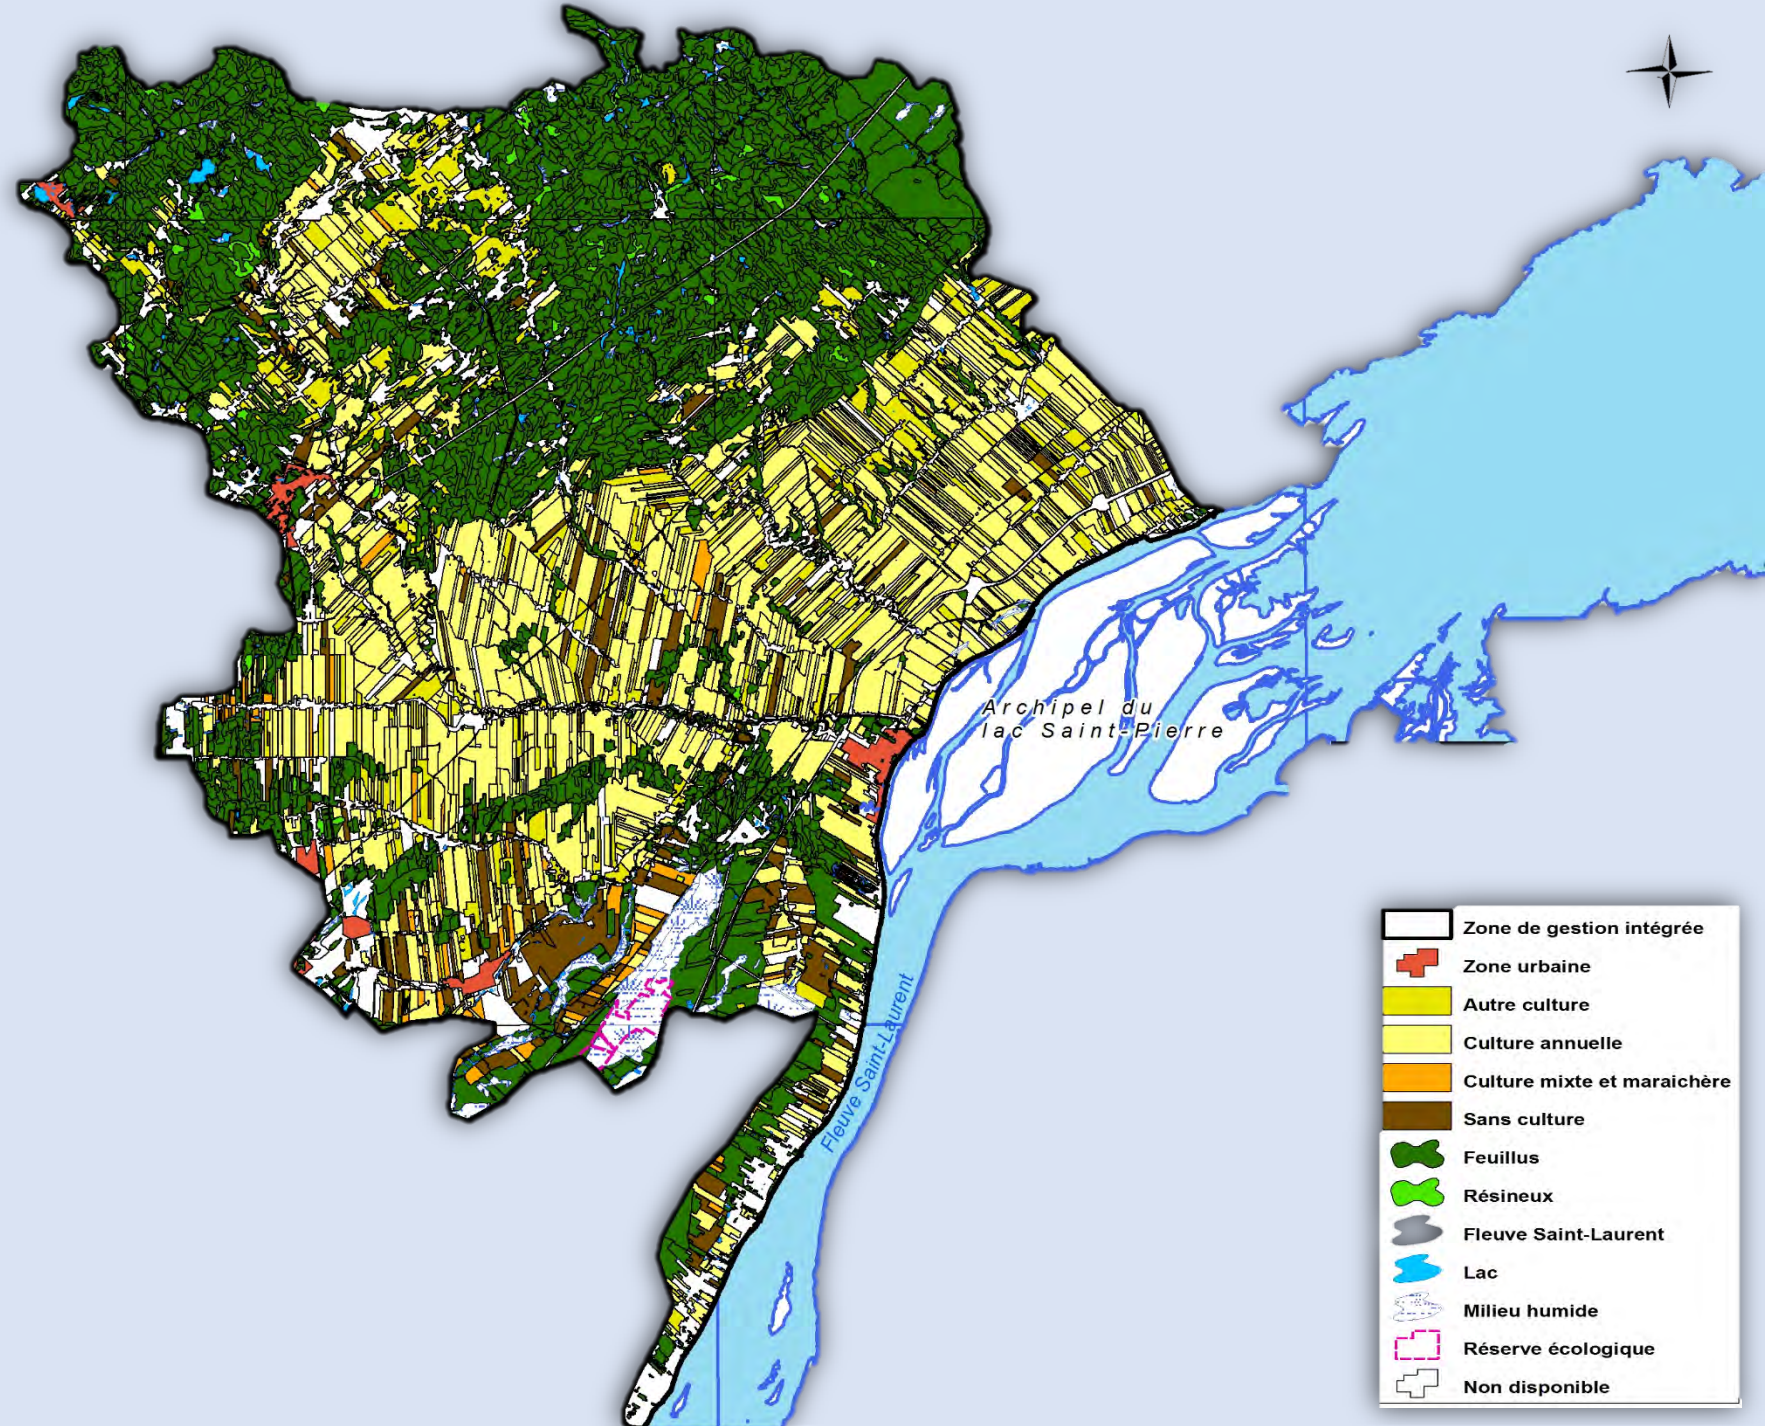 Archipel du
lac Saint-Pierre
Fleuve Saint-Laurent
Zone de gestion intégrée
Zone urbaine
Autre culture
Culture annuelle
Culture mixte et maraichère
Sans culture
Feuillus
Résineux
Fleuve Saint-Laurent
Lac
Milieu humide
Réserve écologique
Non disponible